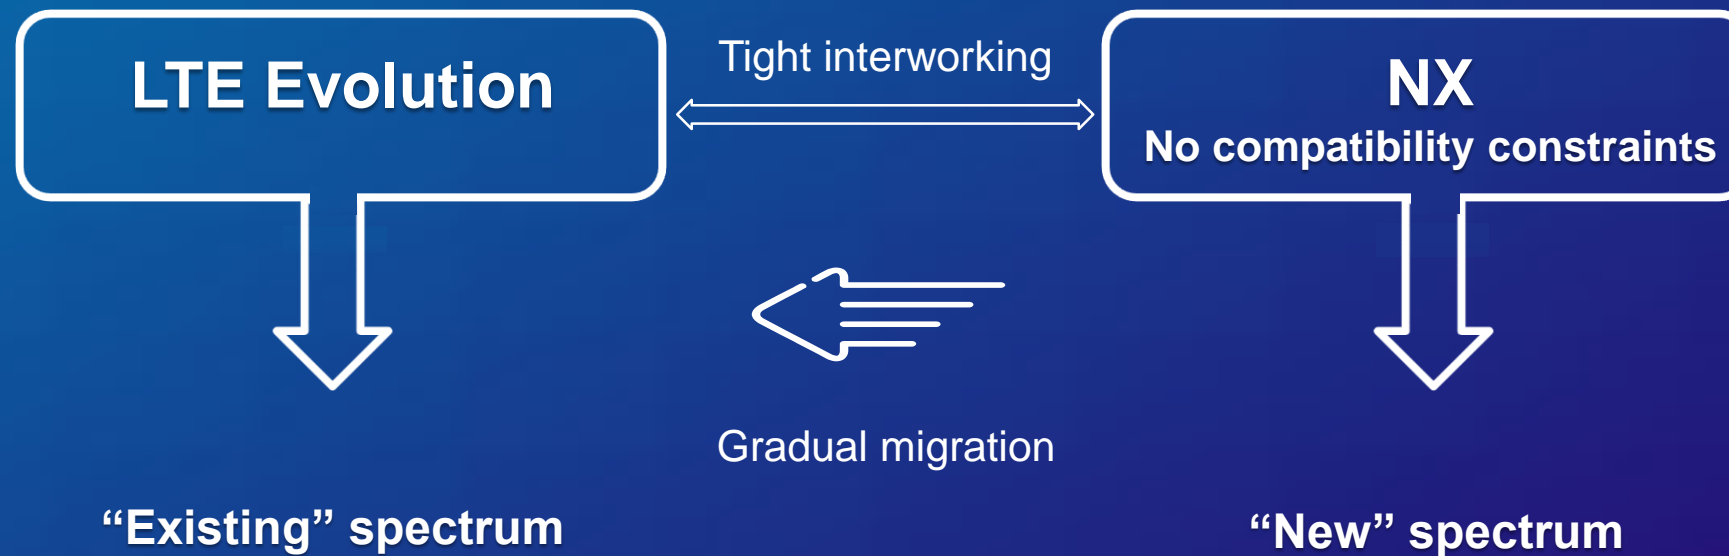 LTE Evolution
Tight interworking
NX
No compatibility constraints
Gradual migration
“Existing” spectrum
“New” spectrum